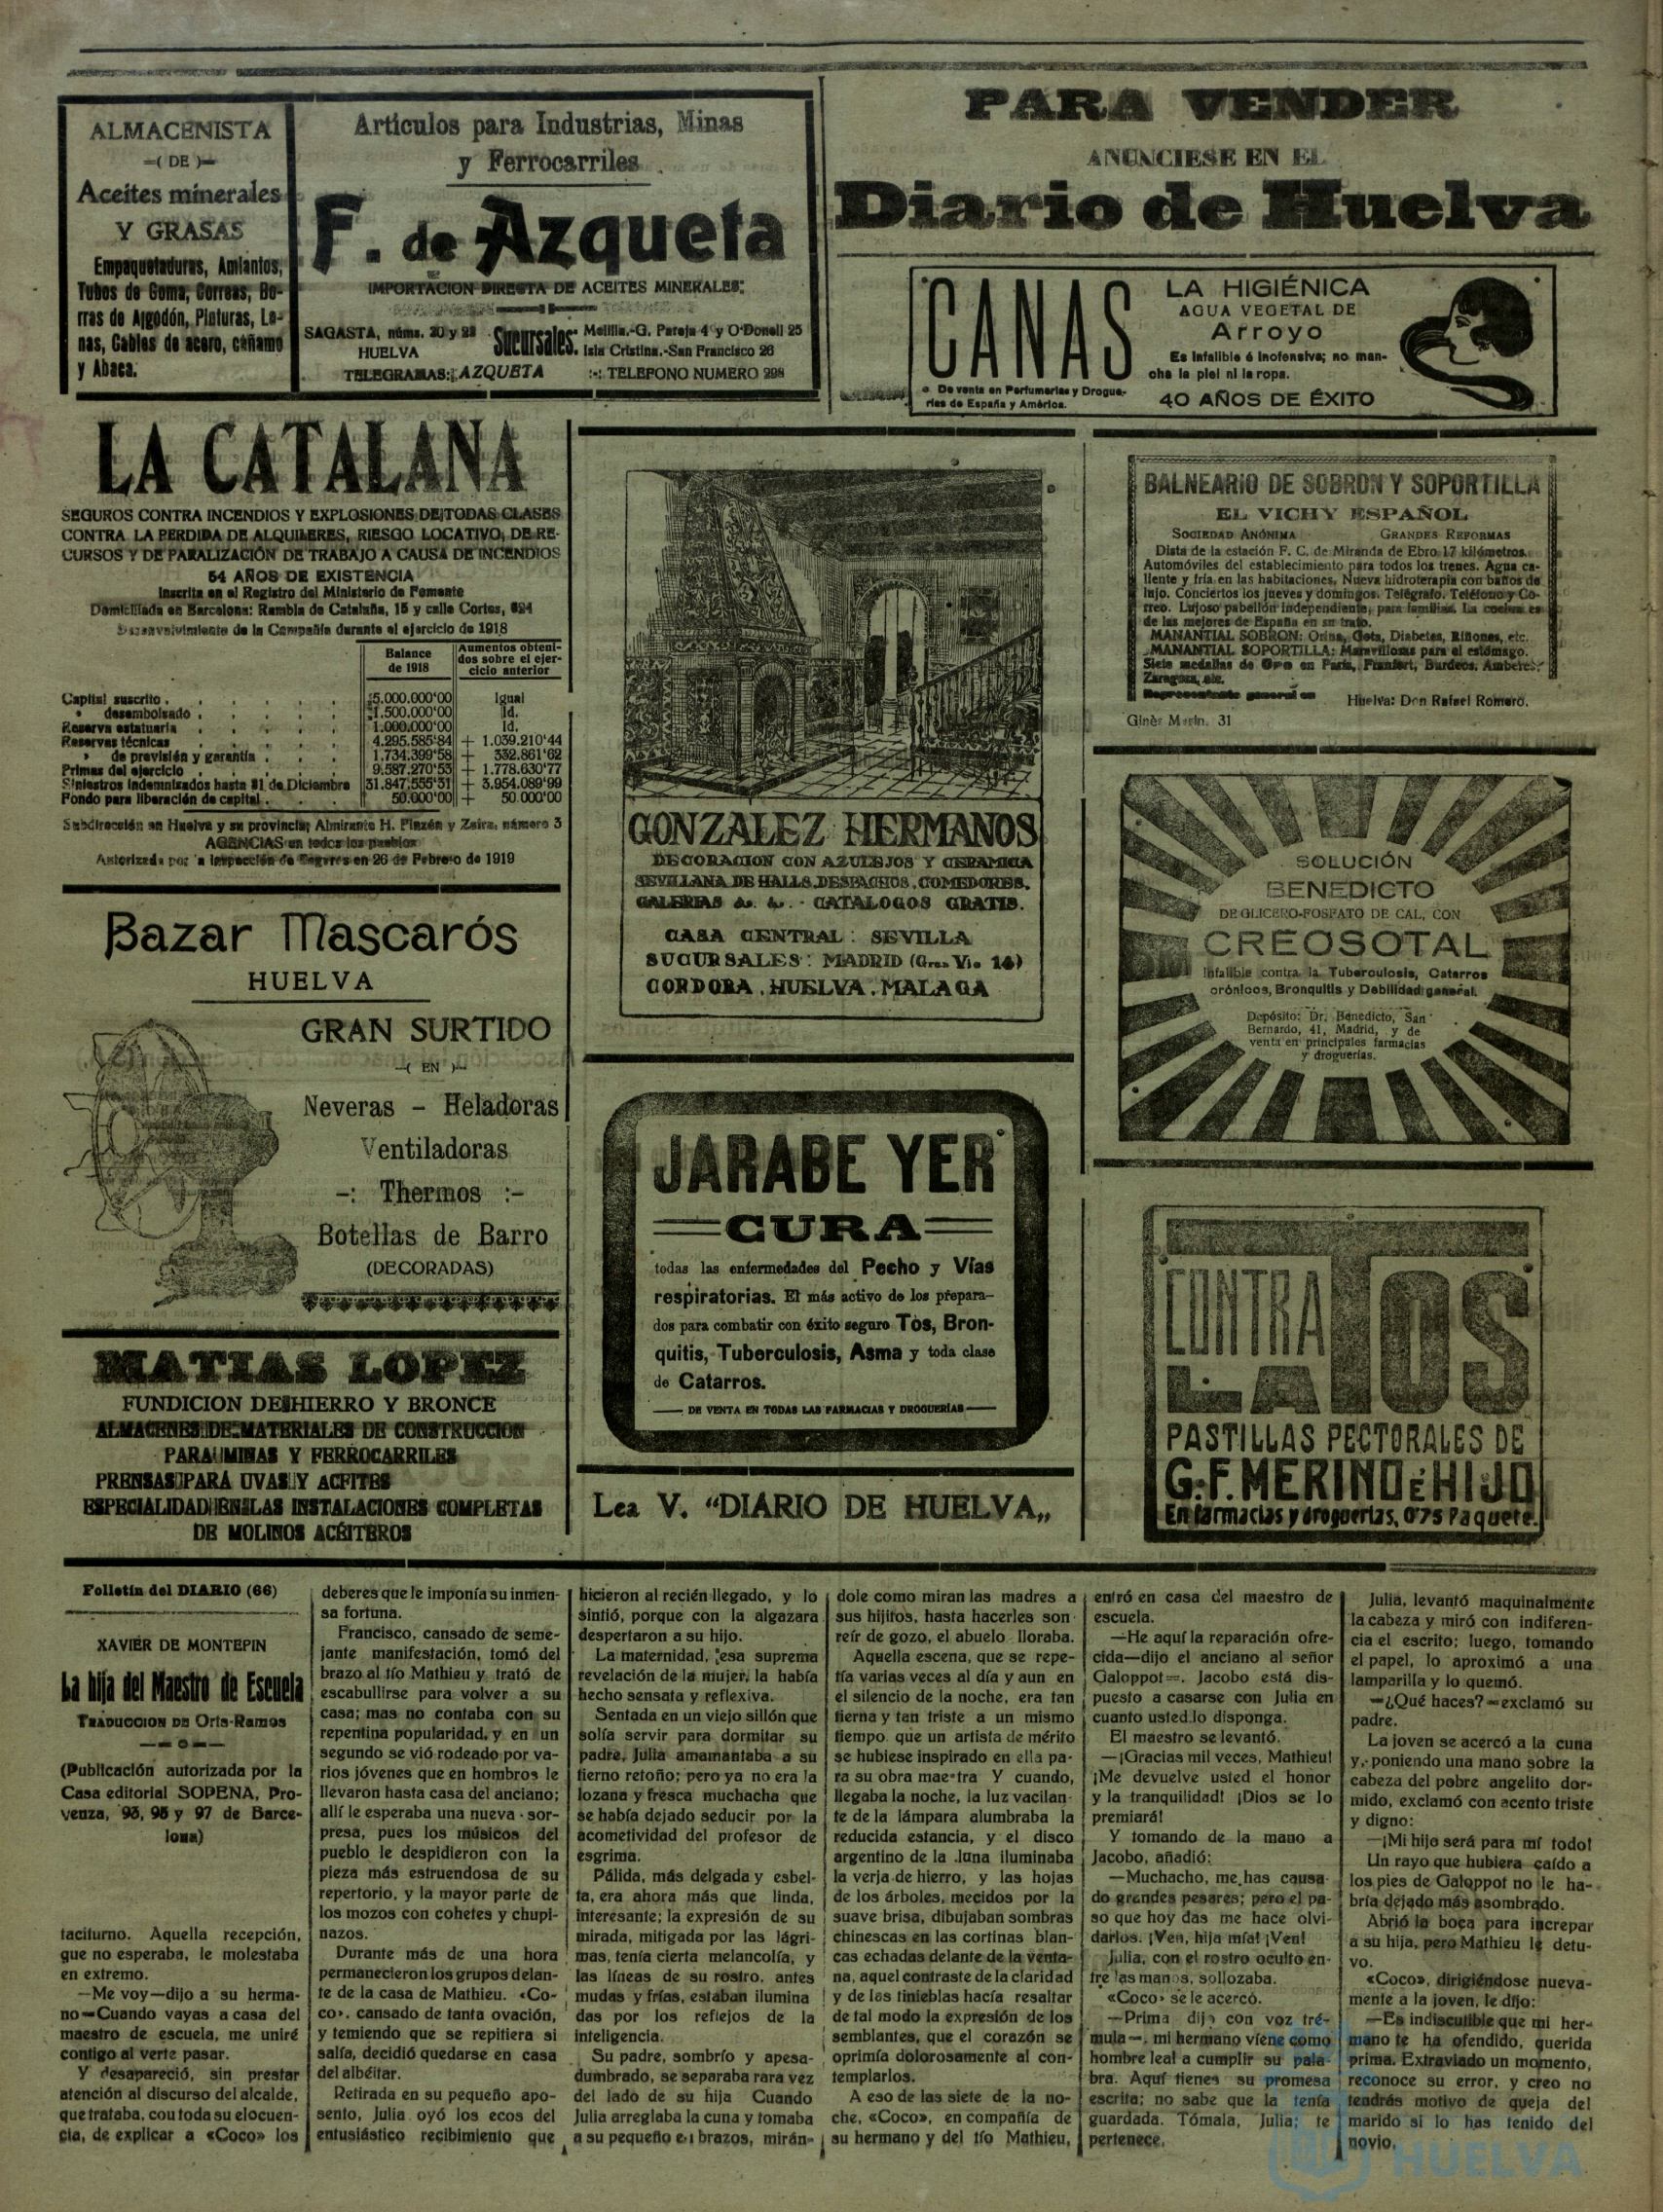 ALMACENISTA
—( DE )—
Aceites minerales
Y GRASAS
Empaquetaduras, Amiantos,
Tubos de Goma, Correas, Bo-
rras de Algodón, Pinturas, La-
nas, Cables de acero, cáñamo
y Abaca.
Articulos para Industrias, Minas
y Ferrocarriles
F. de Azqueta
IMPORTACION DIRECTA DE ACEITES MINERALES
SAGASTA, núms. 20 y 22
HUELVA
Sucursales:
Melilla.-G. Pareja 4 y O'Donell 25
Isla Cristina.-San Francisco 26
TELEGRAMAS: AZQUETA
:-: TELEFONO NUMERO 298
PARA VENDER
ANUNCIESE EN EL
Diario de Huelva
CANAS
De venta en Perfumerias y Drogue-
rias de España y América.
LA HIGIÉNICA
AGUA VEGETAL DE
Arroyo
Es infalible é inofensiva; no man-
cha la piel ni la ropa.
40 AÑOS DE ÉXITO
LA CATALANA
SEGUROS CONTRA INCENDIOS Y EXPLOSIONES DE TODAS CLASES
CONTRA LA PERDIDA DE ALQUILERES, RIESGO LOCATIVO, DE RE-
CURSOS Y DE PARALIZACIÓN DE TRABAJO A CAUSA DE INCENDIOS
54 AÑOS DE EXISTENCIA
Inscrita en el Registro del Ministerio de Fomento
Domiciliada en Barcelona: Rambla de Cataluña, 15 y calle Cortes, 624
Desenvolvimiento de la Compañía durante el ejercicio de 1918
Balance de 1918 Aumentos obtenidos sobre el ejercicio anterior
Capital suscrito . . . . . . 5.000.000'00 Igual
» desembolsado . . . . . 1.500.000'00 Id.
Reserva estatuaria . . . . . 1.000.000'00 Id.
Reservas técnicas . . . . . 4.295.585'84 + 1.039.210'44
» de previsión y garantía . . . 1.734.399'58 + 332.861'62
Primas del ejercicio . . . . . 9.587.270'53 + 1.778.630'77
Siniestros indemnizados hasta 31 de Diciembre 31.847.555'31 + 3.954.089'99
Fondo para liberación de capital . . . 50.000'00 + 50.000'00
Subdirección en Huelva y su provincia; Almirante H. Pinzón y Zafra, número 3
AGENCIAS en todos los pueblos
Autorizada por la Inspección de Seguros en 26 de Febrero de 1919
Bazar Mascarós
HUELVA
GRAN SURTIDO
—( EN )—
Neveras - Heladoras
Ventiladoras
-: Thermos :-
Botellas de Barro
(DECORADAS)
MATIAS LOPEZ
FUNDICION DE HIERRO Y BRONCE
ALMACENES DE MATERIALES DE CONSTRUCCION
PARA MINAS Y FERROCARRILES
PRENSAS PARA UVAS Y ACEITES
ESPECIALIDAD EN LAS INSTALACIONES COMPLETAS
DE MOLINOS ACEITEROS
GONZALEZ HERMANOS
DECORACION CON AZULEJOS Y CERAMICA
SEVILLANA DE HALLS, DESPACHOS, COMEDORES,
GALERIAS &. &. - CATALOGOS GRATIS.
CASA CENTRAL: SEVILLA
SUCURSALES: MADRID (Gran Via 14)
CORDOBA, HUELVA, MALAGA
JARABE YER
CURA
todas las enfermedades del Pecho y Vías
respiratorias. El más activo de los prepara-
dos para combatir con éxito seguro Tos, Bron-
quitis, Tuberculosis, Asma y toda clase
de Catarros.
DE VENTA EN TODAS LAS FARMACIAS Y DROGUERÍAS
Lea V. "DIARIO DE HUELVA„
BALNEARIO DE SOBRON Y SOPORTILLA
EL VICHY ESPAÑOL
SOCIEDAD ANÓNIMA GRANDES REFORMAS
Dista de la estación F. C. de Miranda de Ebro 17 kilómetros.
Automóviles del establecimiento para todos los trenes. Agua ca-
liente y fría en las habitaciones. Nueva hidroterapia con baños de
lujo. Conciertos los jueves y domingos. Telégrafo. Teléfono y Co-
rreo. Lujoso pabellón independiente, para familias. La cocina es
de las mejores de España en su trato.
MANANTIAL SOBRON: Orina, Gota, Diabetes, Riñones, etc.
MANANTIAL SOPORTILLA: Maravillosas para el estómago.
Siete medallas de Oro en París, Franfort, Burdeos, Amberes,
Zaragoza, etc.
Representante general en Huelva: Don Rafael Romero.
Ginés Martín, 31
SOLUCIÓN
BENEDICTO
DE GLICERO-FOSFATO DE CAL, CON
CREOSOTAL
Infalible contra la Tuberculosis, Catarros
crónicos, Bronquitis y Debilidad general.
Depósito: Dr. Benedicto, San
Bernardo, 41, Madrid, y de
venta en principales farmacias
y droguerías.
CONTRA
LA TOS
PASTILLAS PECTORALES DE
G. F. MERINO É HIJO
En farmacias y droguerias, 0'75 Paquete.
Folletin del DIARIO (66)
XAVIER DE MONTEPIN
La hija del Maestro de Escuela
TRADUCCION DE Orts-Ramos
(Publicación autorizada por la
Casa editorial SOPENA, Pro-
venza, 93, 95 y 97 de Barce-
lona)
taciturno. Aquella recepción,
que no esperaba, le molestaba
en extremo.
—Me voy—dijo a su herma-
no—Cuando vayas a casa del
maestro de escuela, me uniré
contigo al verte pasar.
Y desapareció, sin prestar
atención al discurso del alcalde,
que trataba, cou toda su elocuen-
cia, de explicar a «Coco» los
deberes que le imponía su inmen-
sa fortuna.
Francisco, cansado de seme-
jante manifestación, tomó del
brazo al tío Mathieu y trató de
escabullirse para volver a su
casa; mas no contaba con su
repentina popularidad, y en un
segundo se vió rodeado por va-
rios jóvenes que en hombros le
llevaron hasta casa del anciano;
allí le esperaba una nueva sor-
presa, pues los músicos del
pueblo le despidieron con la
pieza más estruendosa de su
repertorio, y la mayor parte de
los mozos con cohetes y chupi-
nazos.
Durante más de una hora
permanecieron los grupos delan-
te de la casa de Mathieu. «Co-
co», cansado de tanta ovación,
y temiendo que se repitiera si
salía, decidió quedarse en casa
del albéitar.
Retirada en su pequeño apo-
sento, Julia oyó los ecos del
entusiástico recibimiento que
hicieron al recién llegado, y lo
sintió, porque con la algazara
despertaron a su hijo.
La maternidad, esa suprema
revelación de la mujer, la había
hecho sensata y reflexiva.
Sentada en un viejo sillón que
solía servir para dormitar su
padre, Julia amamantaba a su
tierno retoño; pero ya no era la
lozana y fresca muchacha que
se había dejado seducir por la
acometividad del profesor de
esgrima.
Pálida, más delgada y esbel-
ta, era ahora más que linda,
interesante; la expresión de su
mirada, mitigada por las lágri-
mas, tenía cierta melancolía, y
las líneas de su rostro, antes
mudas y frías, estaban ilumina
das por los reflejos de la
inteligencia.
Su padre, sombrío y apesa-
dumbrado, se separaba rara vez
del lado de su hija Cuando
Julia arreglaba la cuna y tomaba
a su pequeño en brazos, mirán-
dole como miran las madres a
sus hijitos, hasta hacerles son-
reír de gozo, el abuelo lloraba.
Aquella escena, que se repe-
tía varias veces al día y aun en
el silencio de la noche, era tan
tierna y tan triste a un mismo
tiempo que un artista de mérito
se hubiese inspirado en ella pa-
ra su obra maestra Y cuando,
llegaba la noche, la luz vacilan-
te de la lámpara alumbraba la
reducida estancia, y el disco
argentino de la luna iluminaba
la verja de hierro, y las hojas
de los árboles, mecidos por la
suave brisa, dibujaban sombras
chinescas en las cortinas blan-
cas echadas delante de la venta-
na, aquel contraste de la claridad
y de las tinieblas hacía resaltar
de tal modo la expresión de los
semblantes, que el corazón se
oprimía dolorosamente al con-
templarlos.
A eso de las siete de la no-
che, «Coco», en compañía de
su hermano y del tío Mathieu,
entró en casa del maestro de
escuela.
—He aquí la reparación ofre-
cida—dijo el anciano al señor
Galoppot—. Jacobo está dis-
puesto a casarse con Julia en
cuanto usted lo disponga.
El maestro se levantó.
—¡Gracias mil veces, Mathieu!
¡Me devuelve usted el honor
y la tranquilidad! ¡Dios se lo
premiará!
Y tomando de la mano a
Jacobo, añadió:
—Muchacho, me has causa-
do grandes pesares; pero el pa-
so que hoy das me hace olvi-
darlos. ¡Ven, hija mía! ¡Ven!
Julia, con el rostro oculto en-
tre las manos, sollozaba.
«Coco» se le acercó.
—Prima dijo con voz tré-
mula—, mi hermano viene como
hombre leal a cumplir su pala-
bra. Aquí tienes su promesa
escrita; no sabe que la tenía
guardada. Tómala, Julia; te
pertenece.
Julia, levantó maquinalmente
la cabeza y miró con indiferen-
cia el escrito; luego, tomando
el papel, lo aproximó a una
lamparilla y lo quemó.
—¿Qué haces?—exclamó su
padre.
La joven se acercó a la cuna
y, poniendo una mano sobre la
cabeza del pobre angelito dor-
mido, exclamó con acento triste
y digno:
—¡Mi hijo será para mí todo!
Un rayo que hubiera caído a
los pies de Galoppot no le ha-
bría dejado más asombrado.
Abrió la boca para increpar
a su hija, pero Mathieu le detu-
vo.
«Coco», dirigiéndose nueva-
mente a la joven, le dijo:
—Es indiscutible que mi her-
mano te ha ofendido, querida
prima. Extraviado un momento,
reconoce su error, y creo no
tendrás motivo de queja del
marido si lo has tenido del
novio.
HUELVA